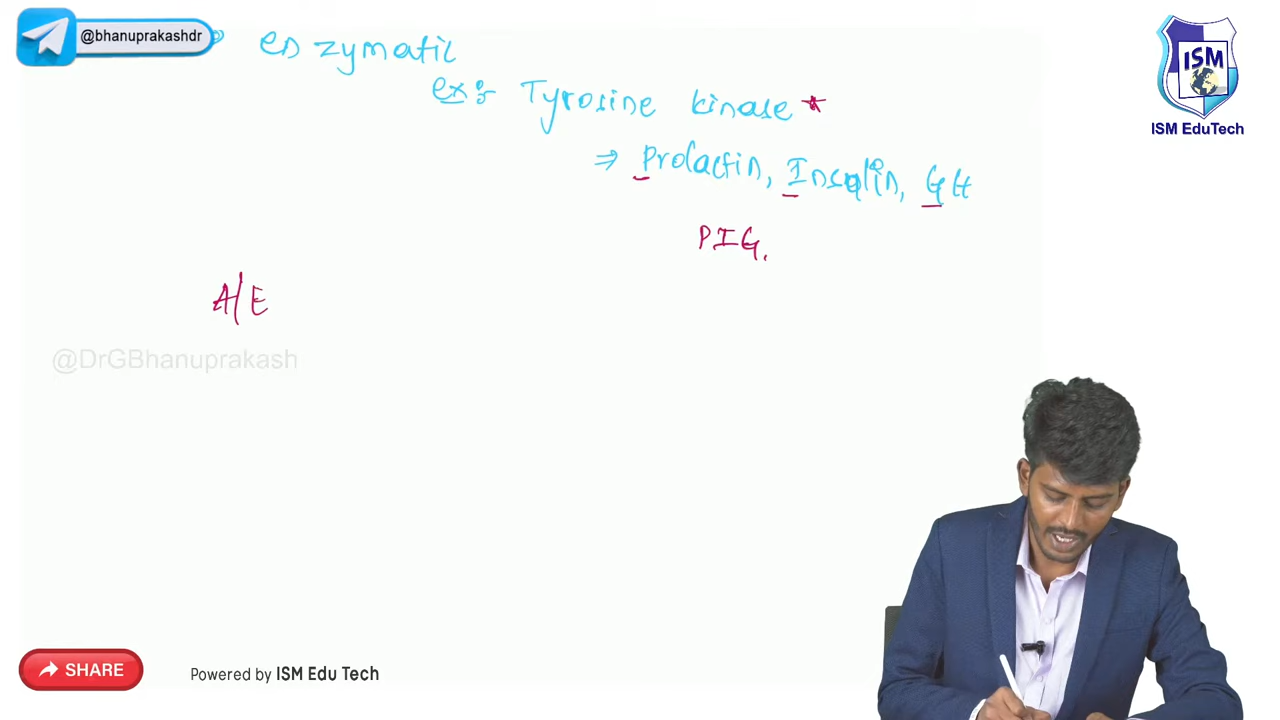 @bhanuprakashdr
enzymatic
ex:- Tyrosine kinase *
⇒ Prolactin, Insulin, GH
PIG.
A/E
@DrGBhanuprakash
ISM
ISM EduTech
SHARE
Powered by ISM Edu Tech